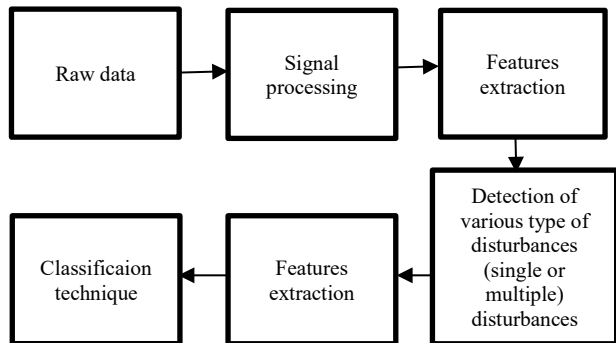 Raw data
Signal
processing
Features
extraction
Detection of
various type of
disturbances
(single or
multiple)
disturbances
Features
extraction
Classificaion
technique